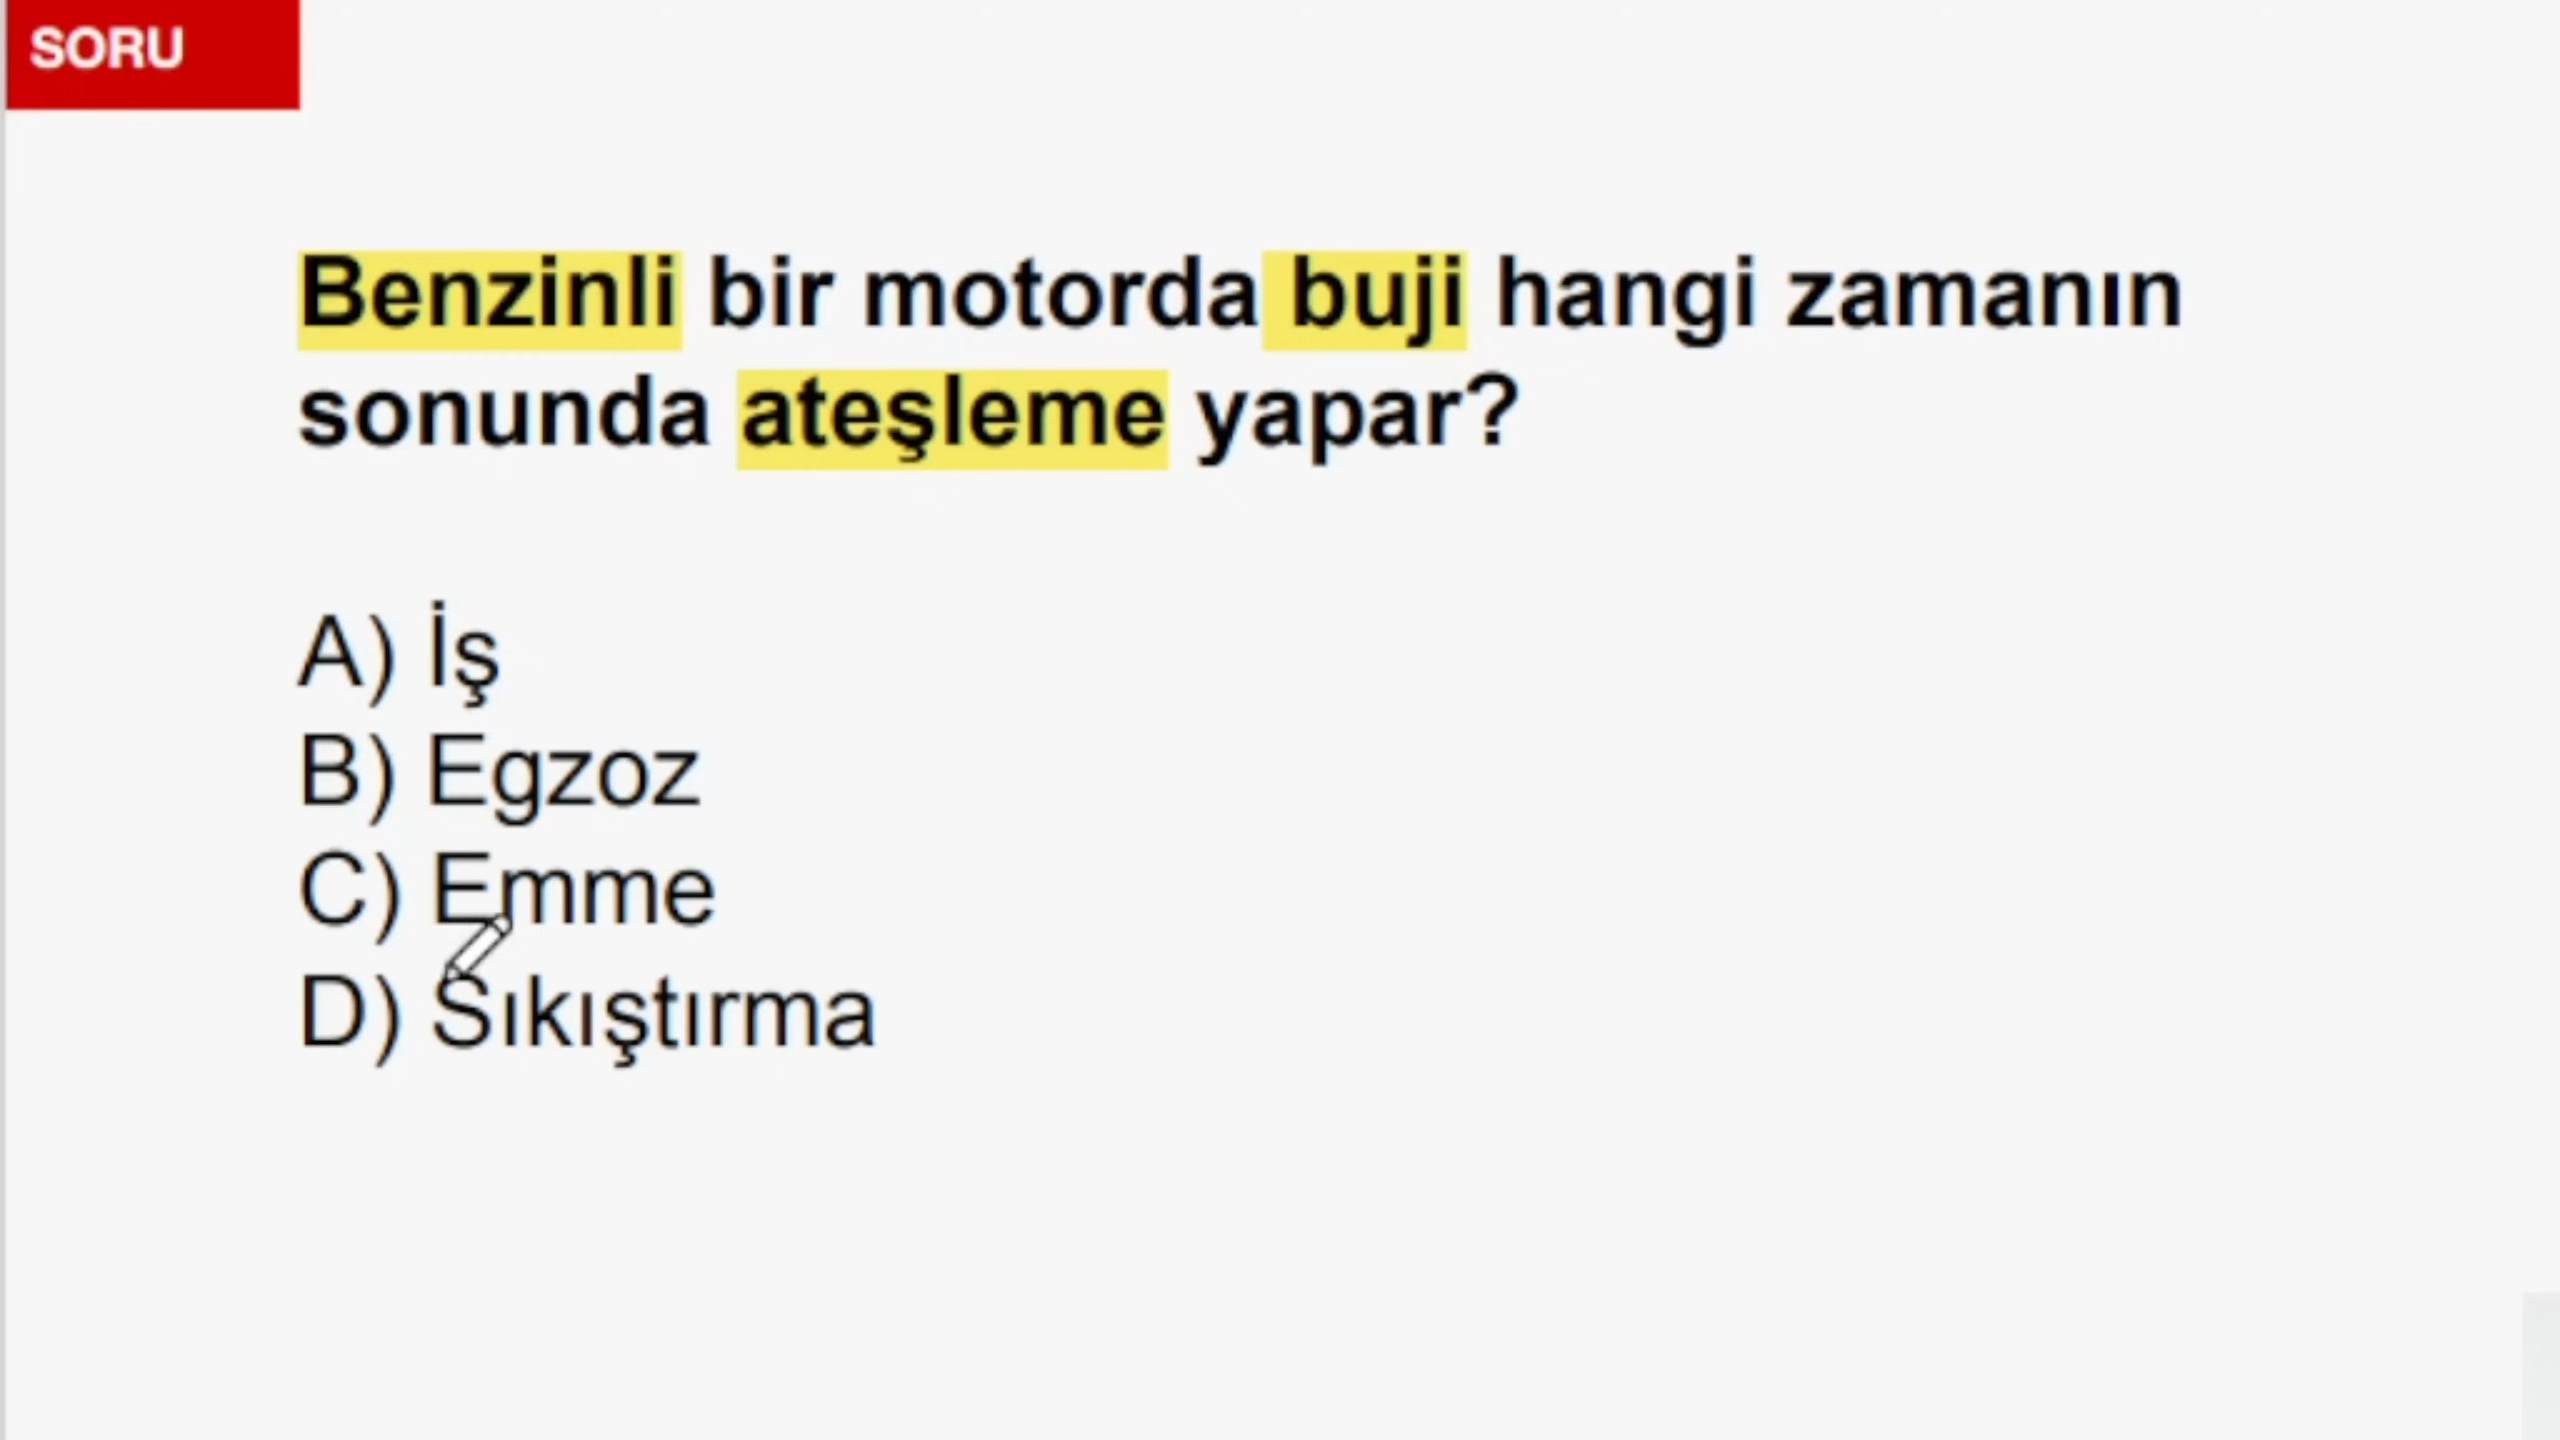 SORU
Benzinli bir motorda buji hangi zamanın
sonunda ateşleme yapar?
A) İş
B) Egzoz
C) Emme
D) Sıkıştırma